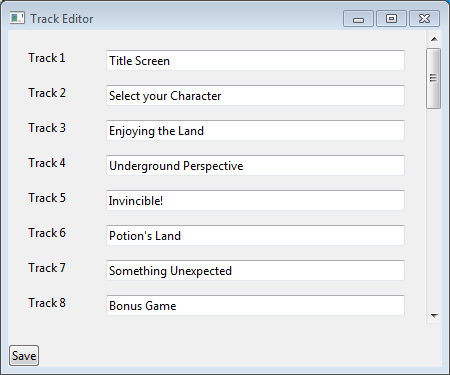 Track Editor
Track 1 Title Screen
Track 2 Select your Character
Track 3 Enjoying the Land
Track 4 Underground Perspective
Track 5 Invincible!
Track 6 Potion's Land
Track 7 Something Unexpected
Track 8 Bonus Game
Save